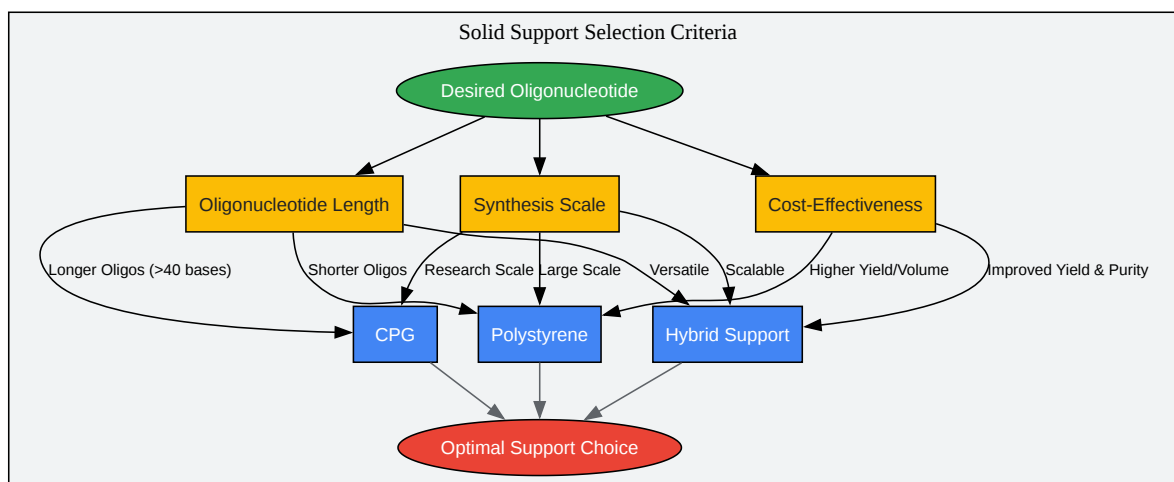 Solid Support Selection Criteria
Desired Oligonucleotide
Oligonucleotide Length
Synthesis Scale
Cost-Effectiveness
Longer Oligos (>40 bases)
Shorter Oligos
Research Scale
Large Scale
Versatile
Scalable
Higher Yield/Volume
Improved Yield & Purity
CPG
Polystyrene
Hybrid Support
Optimal Support Choice